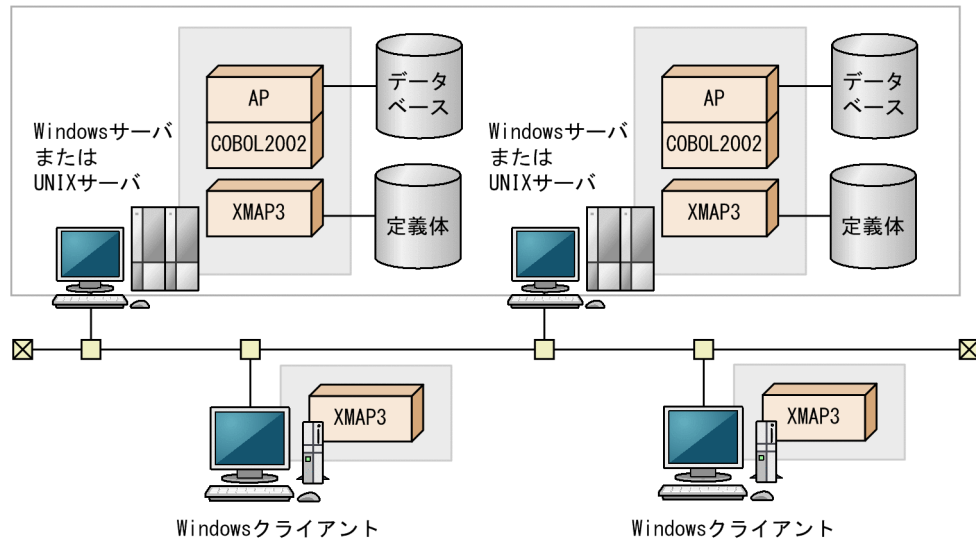 Windowsサーバ
または
UNIXサーバ
AP
COBOL2002
XMAP3
データ
ベース
定義体
Windowsサーバ
または
UNIXサーバ
AP
COBOL2002
XMAP3
データ
ベース
定義体
XMAP3
Windowsクライアント
XMAP3
Windowsクライアント